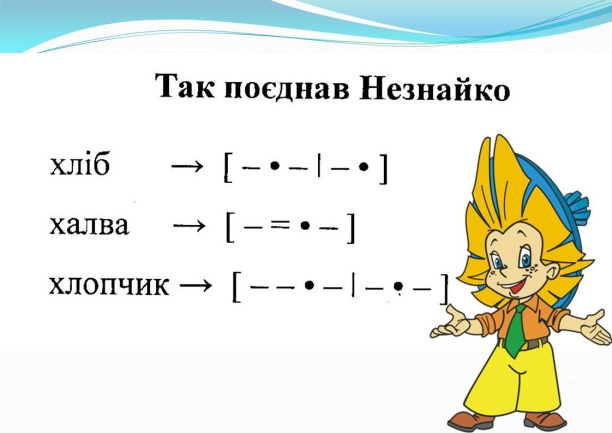 Так поєднав Незнайко
хліб → [ – • – | – • ]
халва → [ – = • – ]
хлопчик → [ – – • – | – • – ]